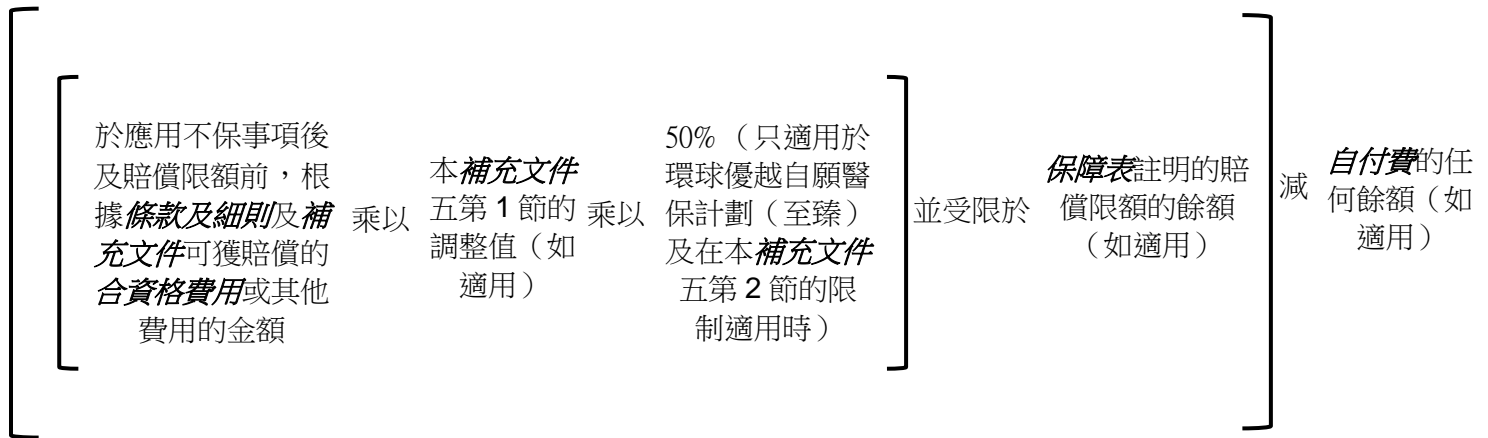 於應用不保事項後
及賠償限額前，根
據條款及細則及補
充文件可獲賠償的
合資格費用或其他
費用的金額
乘以
本補充文件
五第 1 節的
調整值（如
適用）
乘以
50% （只適用於
環球優越自願醫
保計劃（至臻）
及在本補充文件
五第 2 節的限
制適用時）
並受限於
保障表註明的賠
償限額的餘額
（如適用）
減
自付費的任
何餘額（如
適用）